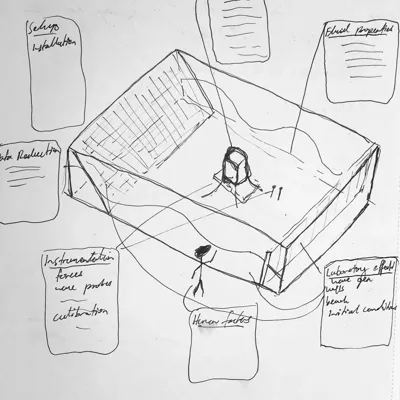 Setup
Installation
Fluid Properties
Data Reduction
Instrumentation
forces
wave probes
calibration
Laboratory effects
wave gen
walls
beach
initial conditions
Human factors